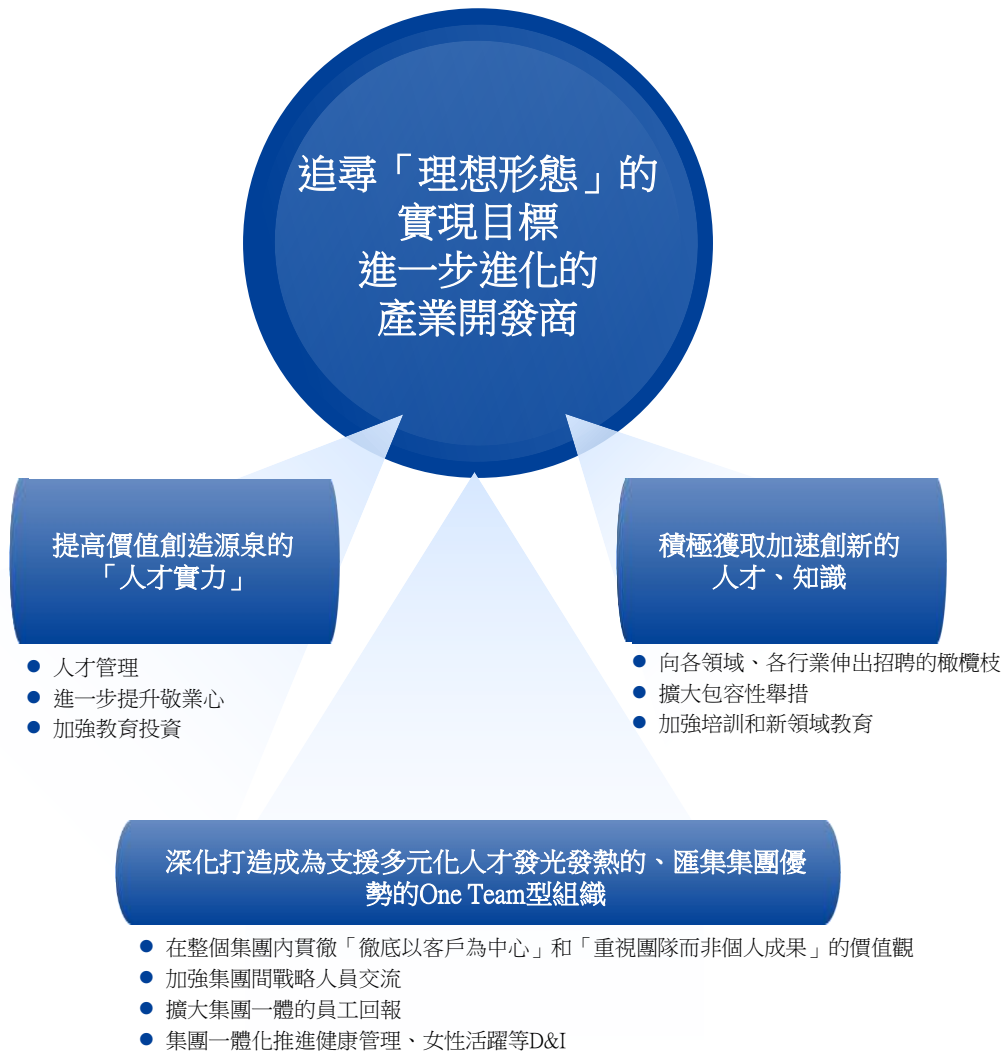 追尋「理想形態」的
實現目標
進一步進化的
產業開發商
提高價值創造源泉的
「人才實力」
● 人才管理
● 進一步提升敬業心
● 加強教育投資
積極獲取加速創新的
人才、知識
● 向各領域、各行業伸出招聘的橄欖枝
● 擴大包容性舉措
● 加強培訓和新領域教育
深化打造成為支援多元化人才發光發熱的、匯集集團優
勢的One Team型組織
● 在整個集團內貫徹「徹底以客戶為中心」和「重視團隊而非個人成果」的價值觀
● 加強集團間戰略人員交流
● 擴大集團一體的員工回報
● 集團一體化推進健康管理、女性活躍等D&I